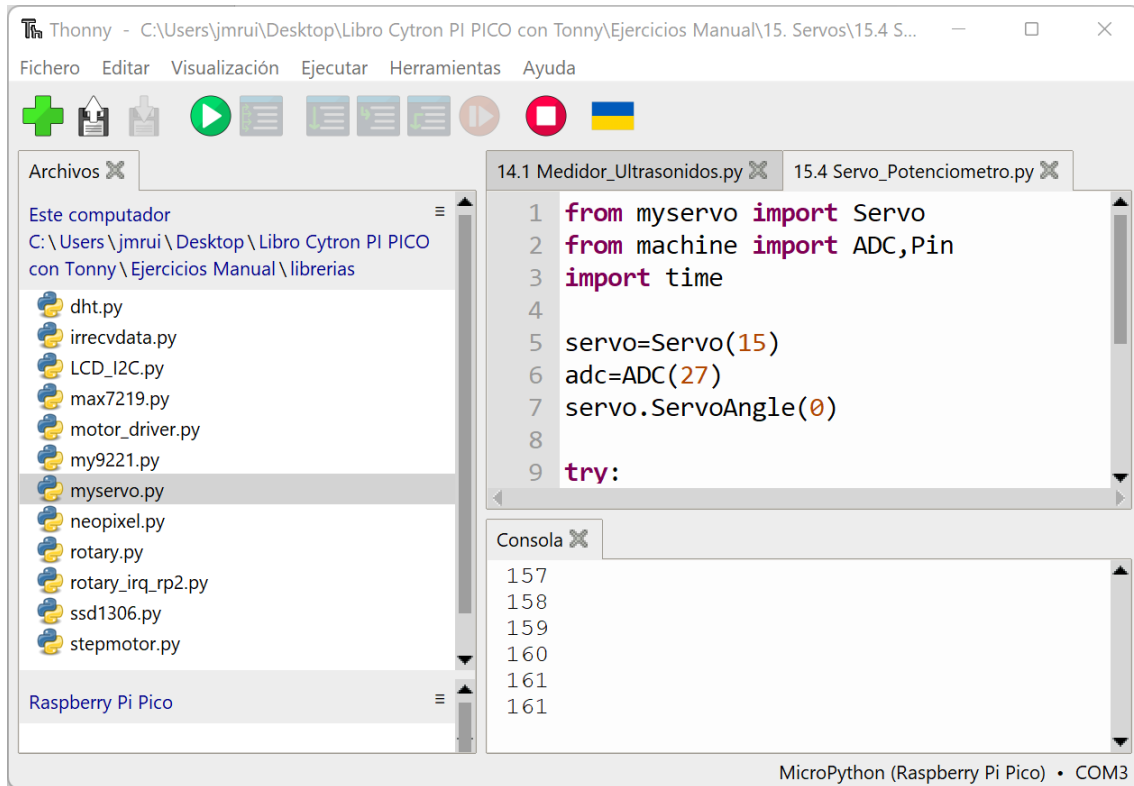 Th Thonny - C:\Users\jmrui\Desktop\Libro Cytron PI PICO con Tonny\Ejercicios Manual\15. Servos\15.4 S...
Fichero Editar Visualización Ejecutar Herramientas Ayuda
Archivos
Este computador
C: \ Users \ jmrui \ Desktop \ Libro Cytron PI PICO
con Tonny \ Ejercicios Manual \ librerias
dht.py
irrecvdata.py
LCD_I2C.py
max7219.py
motor_driver.py
my9221.py
myservo.py
neopixel.py
rotary.py
rotary_irq_rp2.py
ssd1306.py
stepmotor.py
Raspberry Pi Pico
14.1 Medidor_Ultrasonidos.py 15.4 Servo_Potenciometro.py
1 from myservo import Servo
2 from machine import ADC,Pin
3 import time
4
5 servo=Servo(15)
6 adc=ADC(27)
7 servo.ServoAngle(0)
8
9 try:
Consola
157
158
159
160
161
161
MicroPython (Raspberry Pi Pico) • COM3